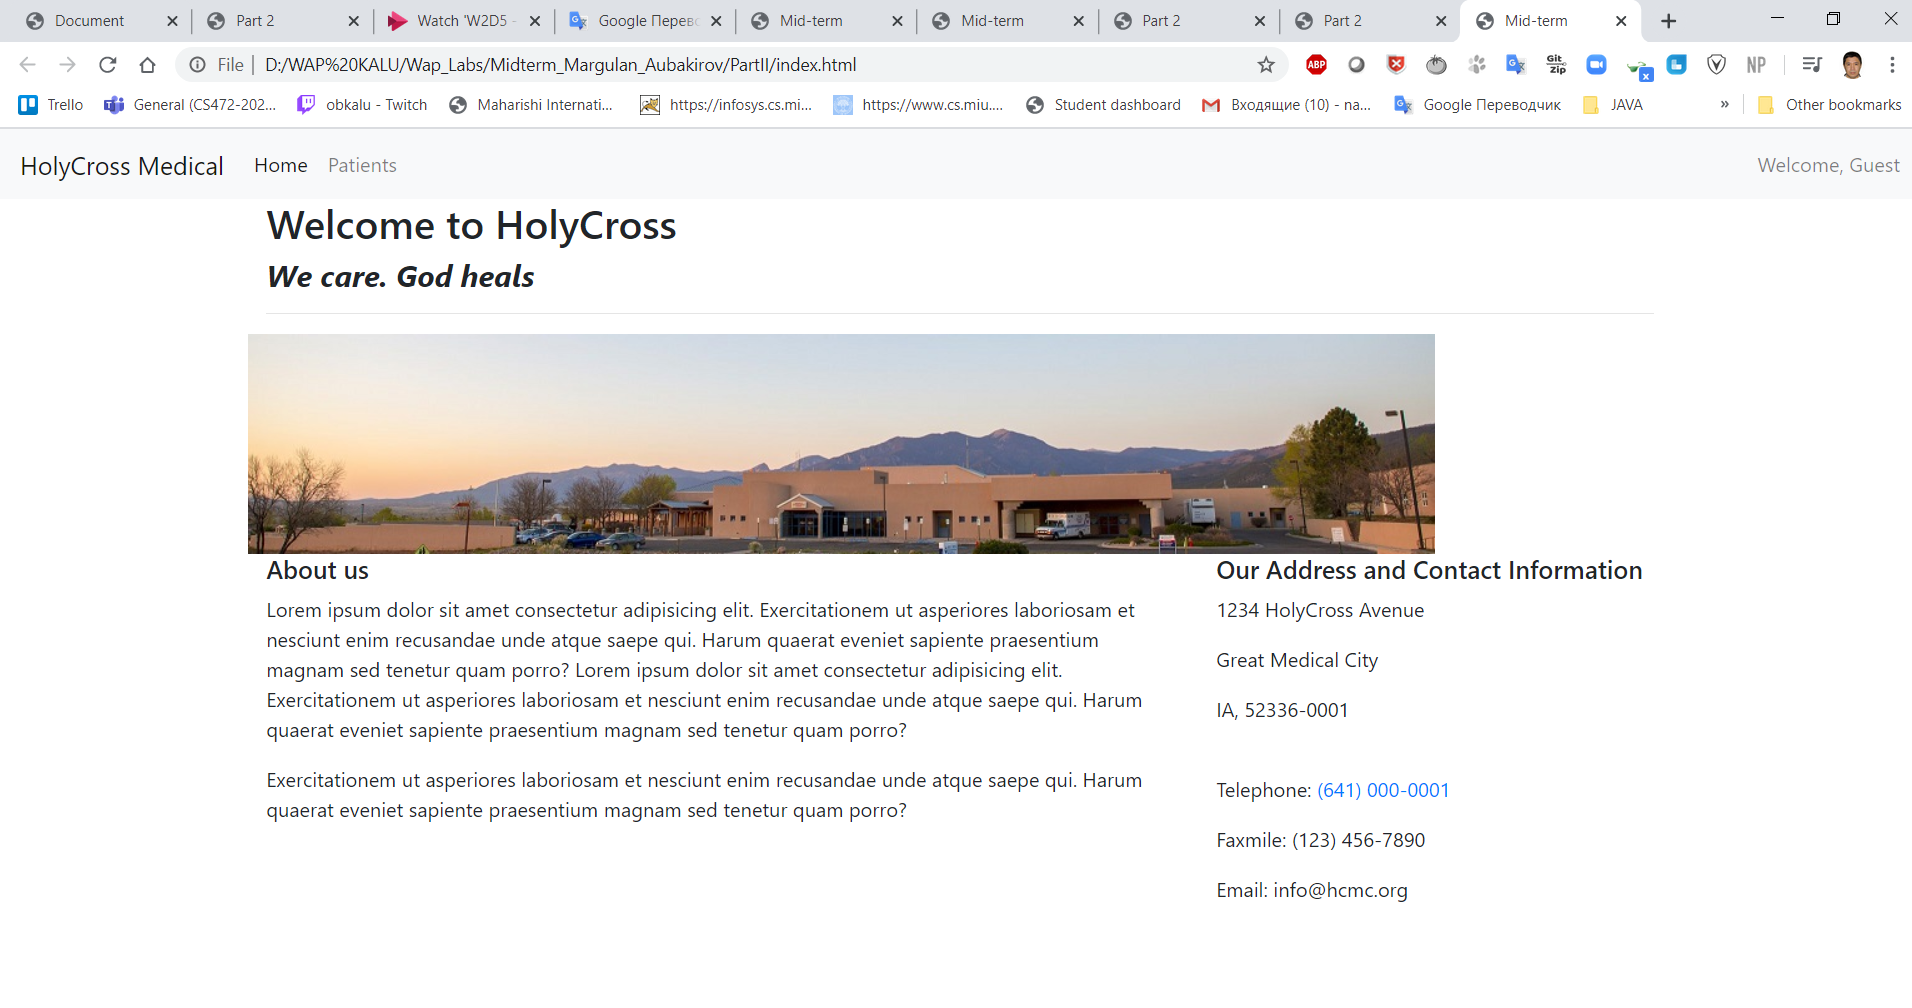 Document
Part 2
Watch 'W2D5 -
Google Перев
Mid-term
Mid-term
Part 2
Part 2
Mid-term
File
D:/WAP%20KALU/Wap_Labs/Midterm_Margulan_Aubakirov/PartII/index.html
ABP
Git zip
x
NP
Trello
General (CS472-202...
obkalu - Twitch
Maharishi Internati...
https://infosys.cs.mi...
https://www.cs.miu....
Student dashboard
Входящие (10) - na...
Google Переводчик
JAVA
»
Other bookmarks
HolyCross Medical
Home
Patients
Welcome, Guest
Welcome to HolyCross
We care. God heals
About us
Lorem ipsum dolor sit amet consectetur adipisicing elit. Exercitationem ut asperiores laboriosam et
nesciunt enim recusandae unde atque saepe qui. Harum quaerat eveniet sapiente praesentium
magnam sed tenetur quam porro? Lorem ipsum dolor sit amet consectetur adipisicing elit.
Exercitationem ut asperiores laboriosam et nesciunt enim recusandae unde atque saepe qui. Harum
quaerat eveniet sapiente praesentium magnam sed tenetur quam porro?
Exercitationem ut asperiores laboriosam et nesciunt enim recusandae unde atque saepe qui. Harum
quaerat eveniet sapiente praesentium magnam sed tenetur quam porro?
Our Address and Contact Information
1234 HolyCross Avenue
Great Medical City
IA, 52336-0001
Telephone: (641) 000-0001
Faxmile: (123) 456-7890
Email: info@hcmc.org